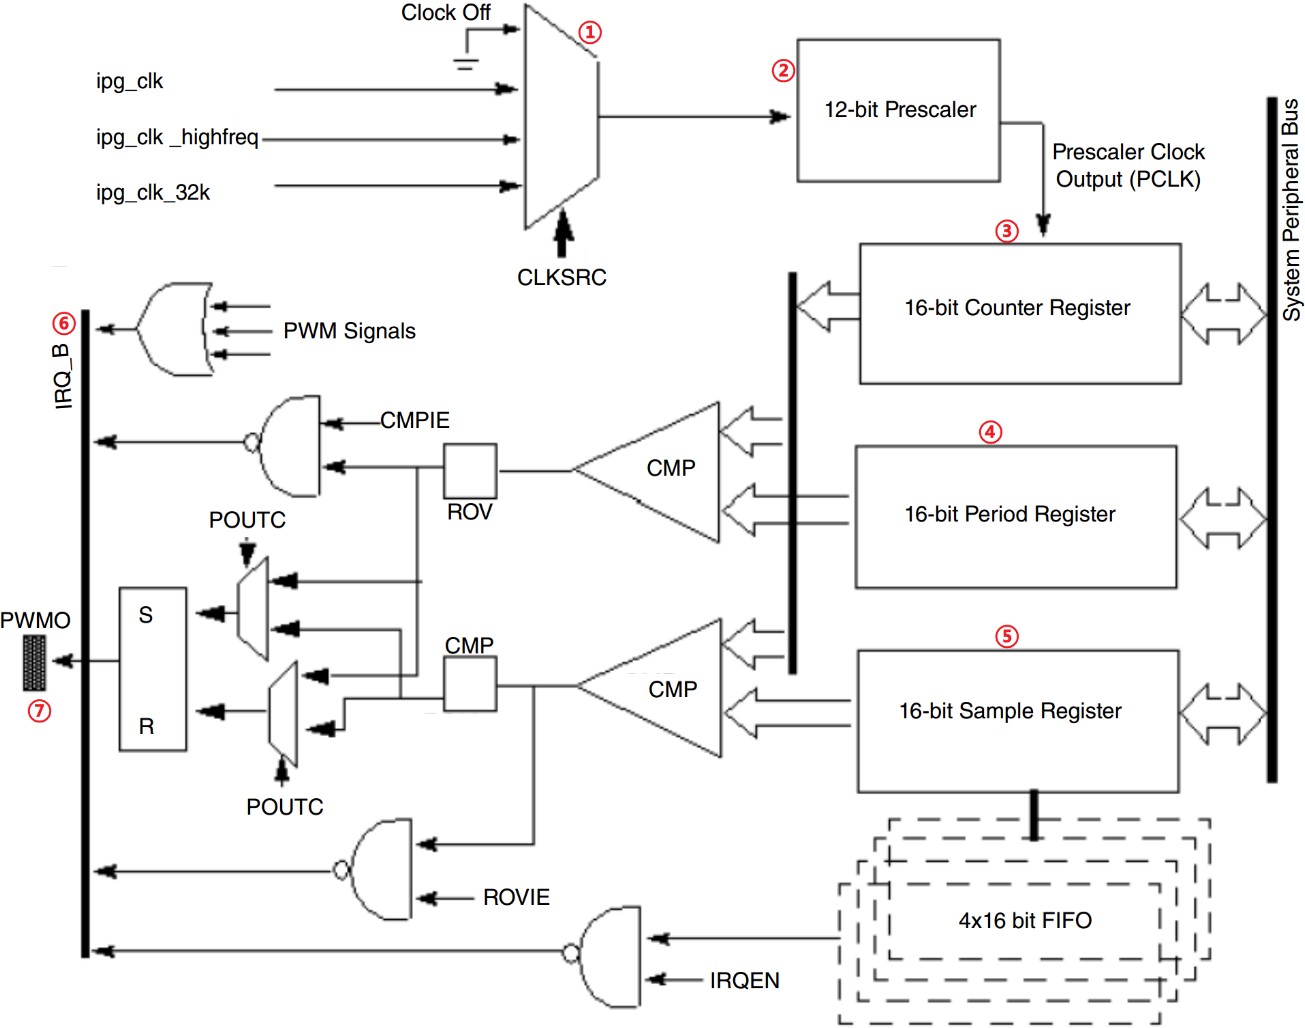 Clock Off
①
ipg_clk
ipg_clk _highfreq
ipg_clk_32k
CLKSRC
②
12-bit Prescaler
Prescaler Clock
Output (PCLK)
System Peripheral Bus
③
16-bit Counter Register
⑥
IRQ_B
PWM Signals
CMPIE
ROV
CMP
④
16-bit Period Register
POUTC
PWMO
⑦
S
R
CMP
CMP
⑤
16-bit Sample Register
POUTC
ROVIE
4x16 bit FIFO
IRQEN